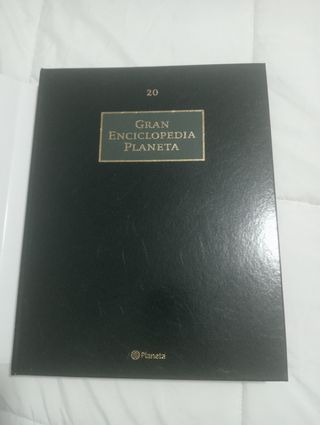 20
GRAN
ENCICLOPEDIA
PLANETA
Planeta